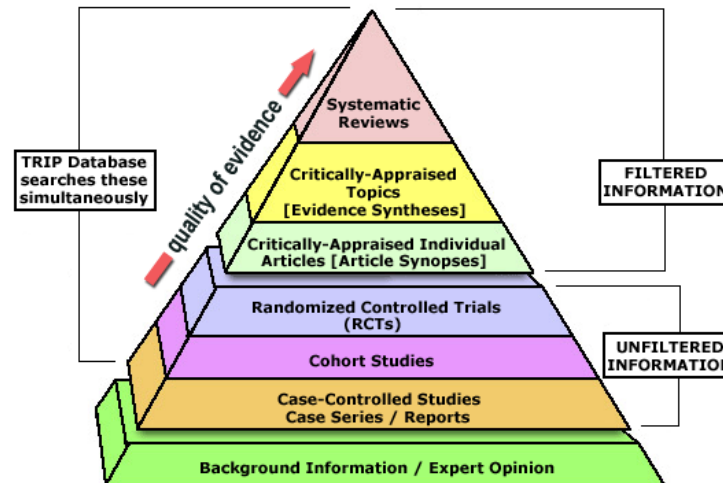 Systematic
Reviews
quality of evidence
TRIP Database
searches these
simultaneously
Critically-Appraised
Topics
[Evidence Syntheses]
FILTERED
INFORMATION
Critically-Appraised Individual
Articles [Article Synopses]
Randomized Controlled Trials
(RCTs)
UNFILTERED
INFORMATION
Cohort Studies
Case-Controlled Studies
Case Series / Reports
Background Information / Expert Opinion